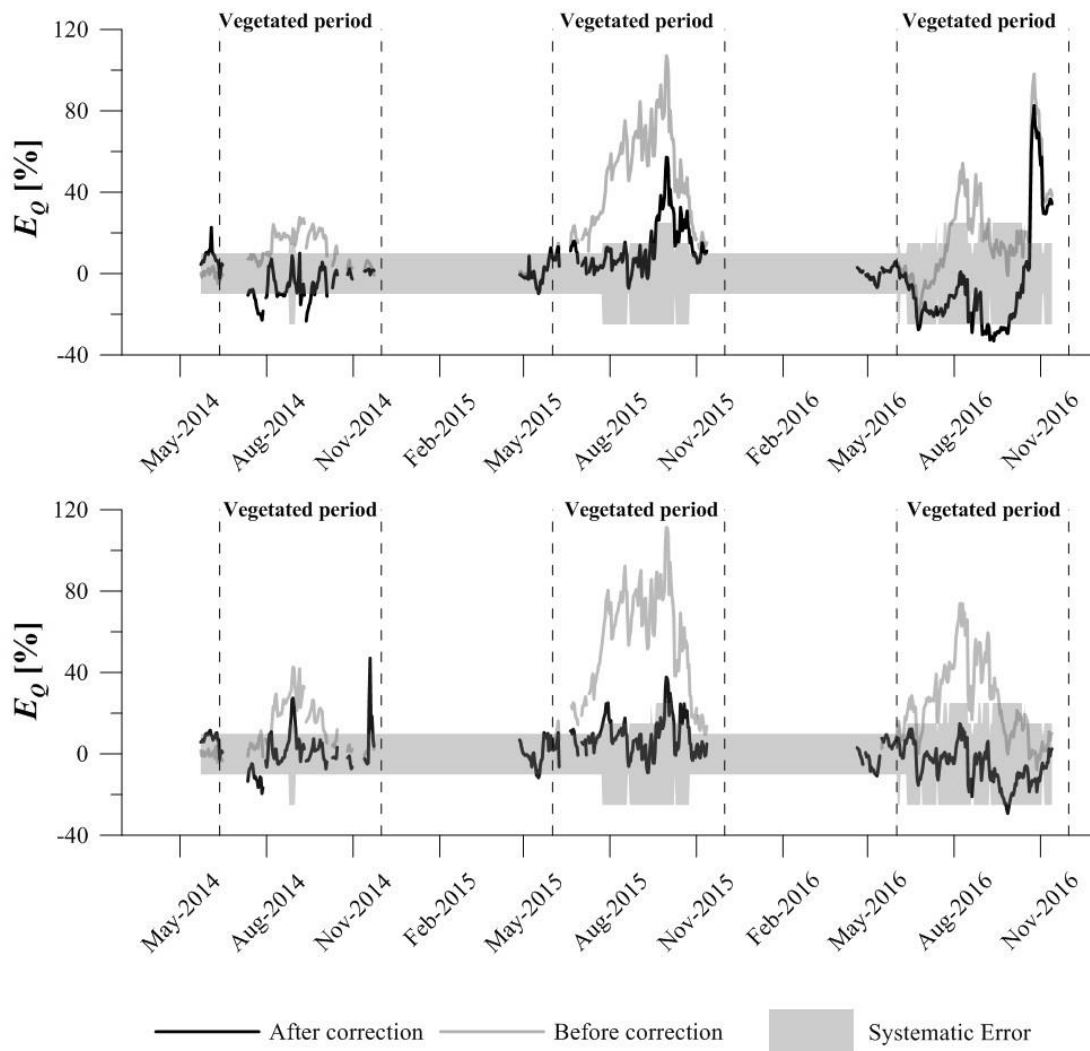 Vegetated period Vegetated period Vegetated period
120
80
40
0
-40
E_Q [%]
May-2014 Aug-2014 Nov-2014 Feb-2015 May-2015 Aug-2015 Nov-2015 Feb-2016 May-2016 Aug-2016 Nov-2016
Vegetated period Vegetated period Vegetated period
120
80
40
0
-40
E_Q [%]
May-2014 Aug-2014 Nov-2014 Feb-2015 May-2015 Aug-2015 Nov-2015 Feb-2016 May-2016 Aug-2016 Nov-2016
After correction Before correction Systematic Error